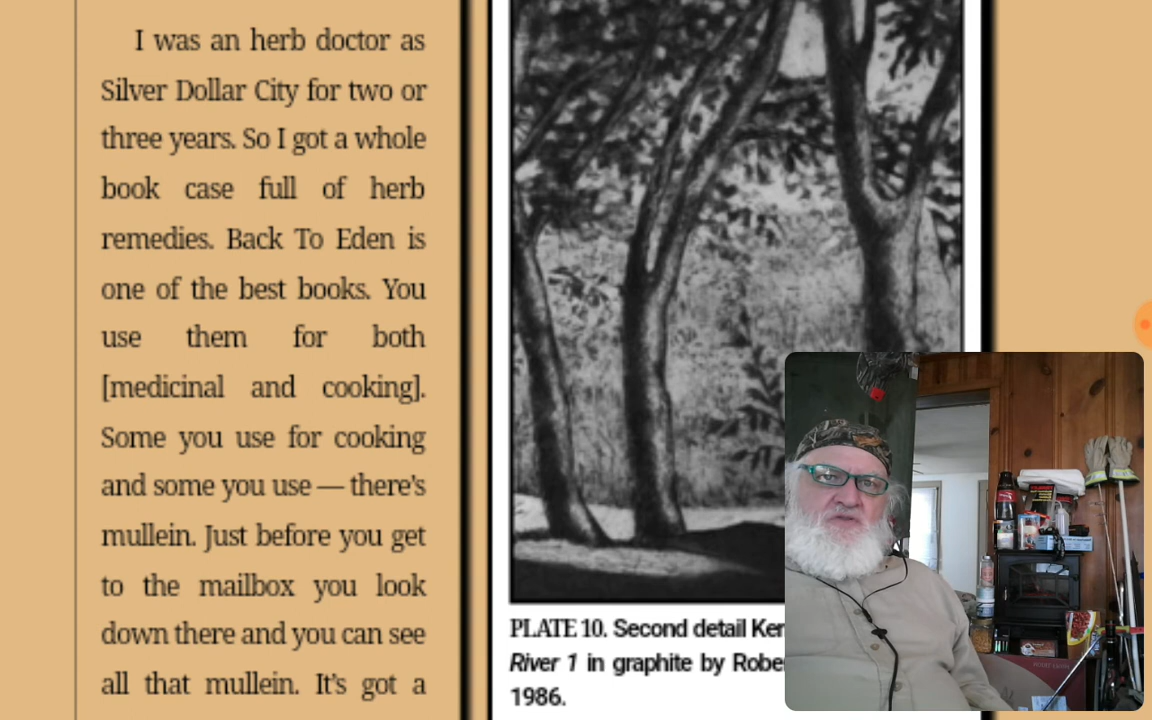 I was an herb doctor as
Silver Dollar City for two or
three years. So I got a whole
book case full of herb
remedies. Back To Eden is
one of the best books. You
use them for both
[medicinal and cooking].
Some you use for cooking
and some you use — there's
mullein. Just before you get
to the mailbox you look
down there and you can see
all that mullein. It's got a
PLATE 10. Second detail
River 1 in graphite by
1986.